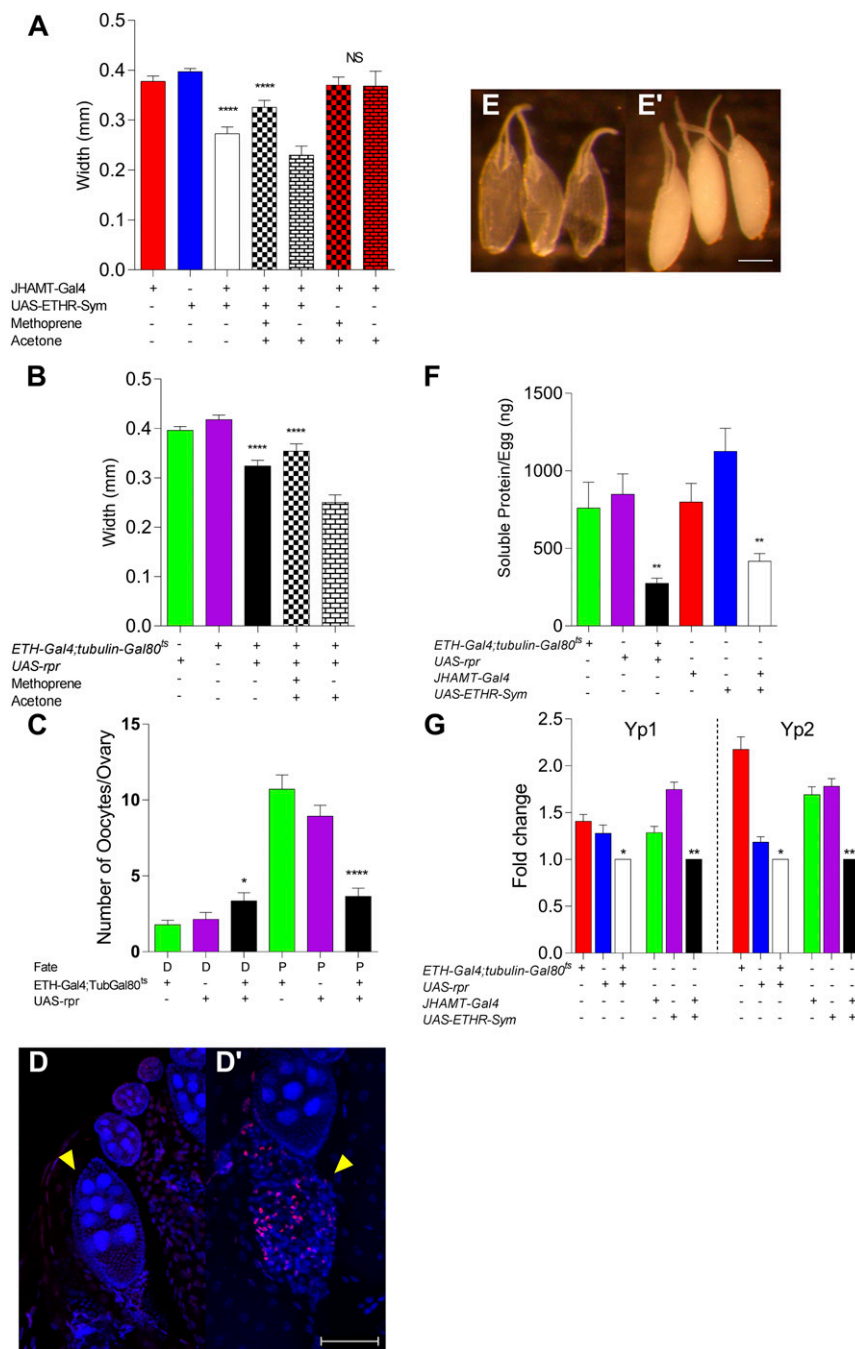 A
NS
****
****
Width (mm)
0.4
0.3
0.2
0.1
0.0
JHAMT-Gal4 + - + + + + +
UAS-ETHR-Sym - + + + + - -
Methoprene - - - + - + -
Acetone - - - + + + +
E E'
B
0.5
0.4
0.3
0.2
0.1
0.0
Width (mm)
****
****
ETH-Gal4;tubulin-Gal80ts - + + + +
UAS-rpr + - + + +
Methoprene - - - + -
Acetone - - - + +
F
1500
1000
500
0
Soluble Protein/Egg (ng)
**
**
ETH-Gal4;tubulin-Gal80ts + - + - - -
UAS-rpr - + + - - -
JHAMT-Gal4 - - - + - +
UAS-ETHR-Sym - - - - + +
C
15
10
5
0
Number of Oocytes/Ovary
*
****
Fate D D D P P P
ETH-Gal4;TubGal80ts + - + + - +
UAS-rpr - + + - + +
G
Yp1 Yp2
2.5
2.0
1.5
1.0
0.5
0.0
Fold change
* ** * **
ETH-Gal4;tubulin-Gal80ts + - + - - - + - + - - -
UAS-rpr - + + - - - - + + - - -
JHAMT-Gal4 - - - + - + - - - + - +
UAS-ETHR-Sym - - - - + + - - - - + +
D D'